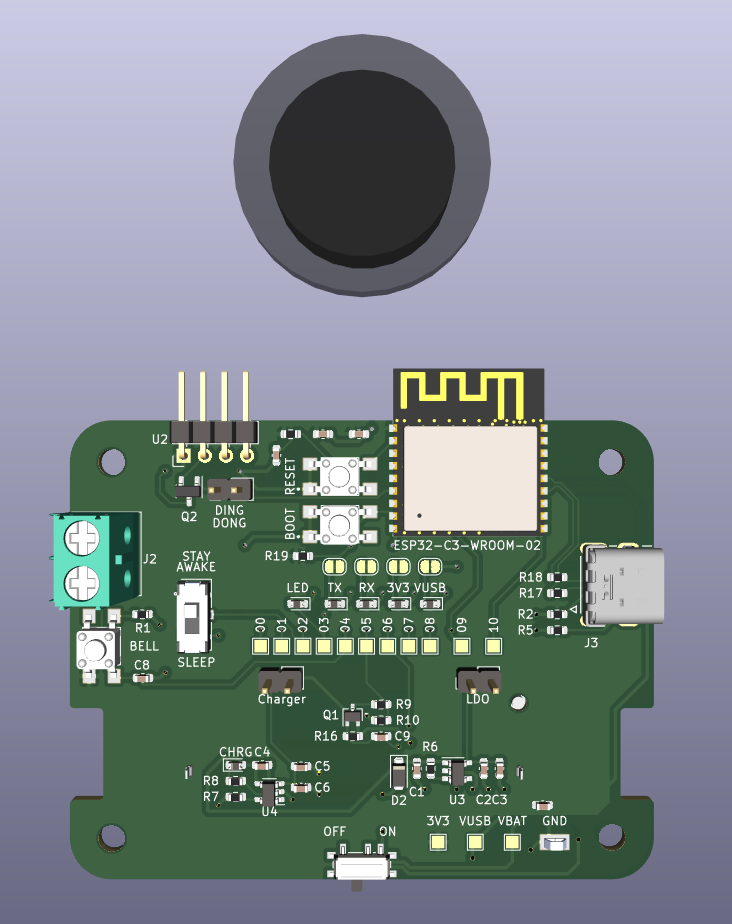 U2
Q2
DING
DONG
RESET
BOOT
ESP32-C3-WROOM-02
J2
STAY
AWAKE
R19
LED
TX
RX
3V3
VUSB
R18
R17
R2
R5
J3
R1
BELL
SLEEP
C8
00
01
02
03
04
05
06
07
08
09
10
Charger
LDO
Q1
R9
R10
R16
C9
CHRG
C4
R8
R7
U4
C5
C6
R6
D2
C1
U3
C2
C3
3V3
VUSB
VBAT
GND
OFF
ON